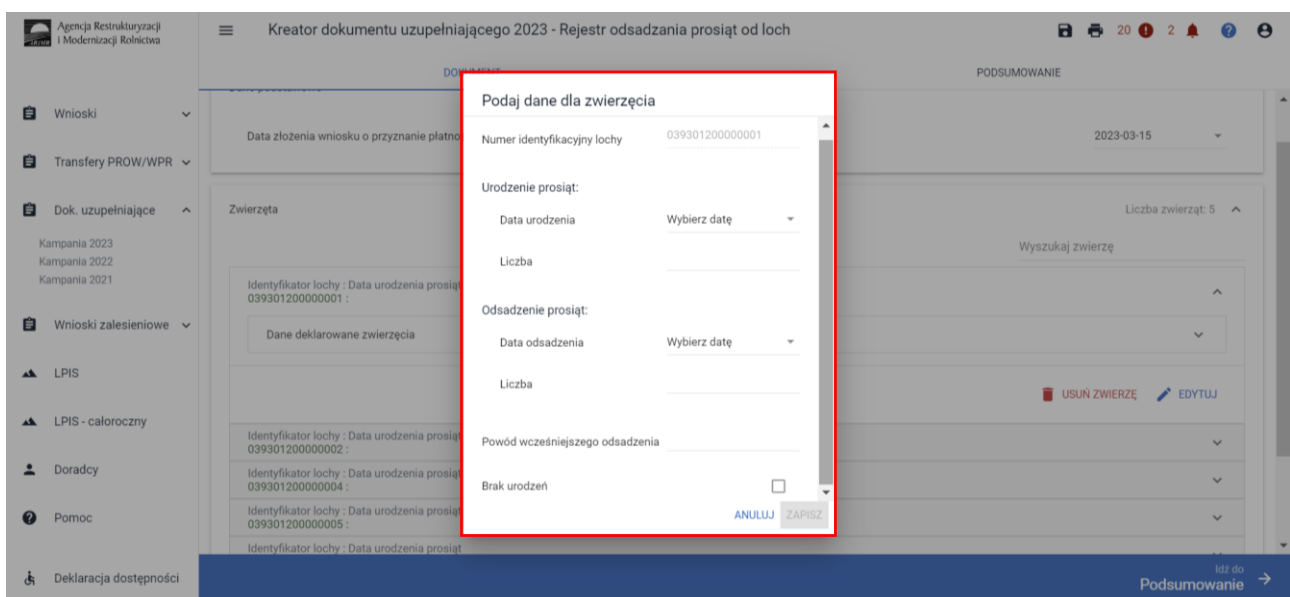 Agencja Restrukturyzacji
i Modernizacji Rolnictwa
Kreator dokumentu uzupełniającego 2023 - Rejestr odsadzania prosiąt od loch
20
2
DOKUMENT
PODSUMOWANIE
Wnioski
Transfery PROW/WPR
Dok. uzupełniające
Kampania 2023
Kampania 2022
Kampania 2021
Wnioski zalesieniowe
LPIS
LPIS - całoroczny
Doradcy
Pomoc
Deklaracja dostępności
Data złożenia wniosku o przyznanie płatno
2023-03-15
Zwierzęta
Liczba zwierząt: 5
Wyszukaj zwierzę
Identyfikator lochy : Data urodzenia prosiąt
039301200000001 :
Dane deklarowane zwierzęcia
USUŃ ZWIERZĘ
EDYTUJ
Identyfikator lochy : Data urodzenia prosiąt
039301200000002 :
Identyfikator lochy : Data urodzenia prosiąt
039301200000004 :
Identyfikator lochy : Data urodzenia prosiąt
039301200000005 :
Identyfikator lochy : Data urodzenia prosiąt
Podaj dane dla zwierzęcia
Numer identyfikacyjny lochy
039301200000001
Urodzenie prosiąt:
Data urodzenia
Wybierz datę
Liczba
Odsadzenie prosiąt:
Data odsadzenia
Wybierz datę
Liczba
Powód wcześniejszego odsadzenia
Brak urodzeń
ANULUJ
ZAPISZ
Idź do
Podsumowanie